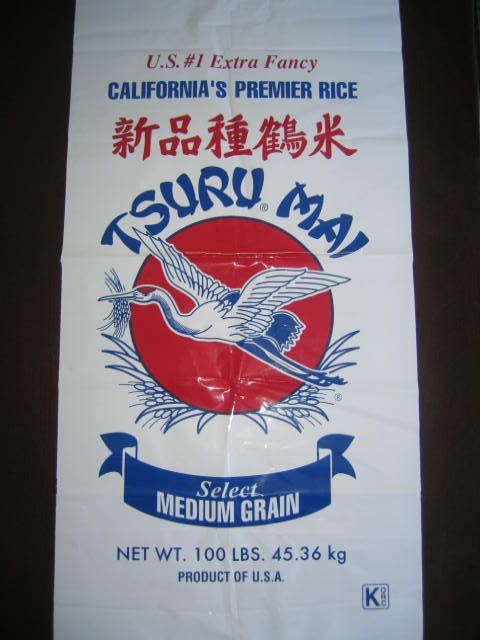 U.S. #1 Extra Fancy
CALIFORNIA'S PREMIER RICE
新品種鶴米
TSURU MAI
®
®
Select
MEDIUM GRAIN
NET WT. 100 LBS. 45.36 kg
PRODUCT OF U.S.A.
K ORC